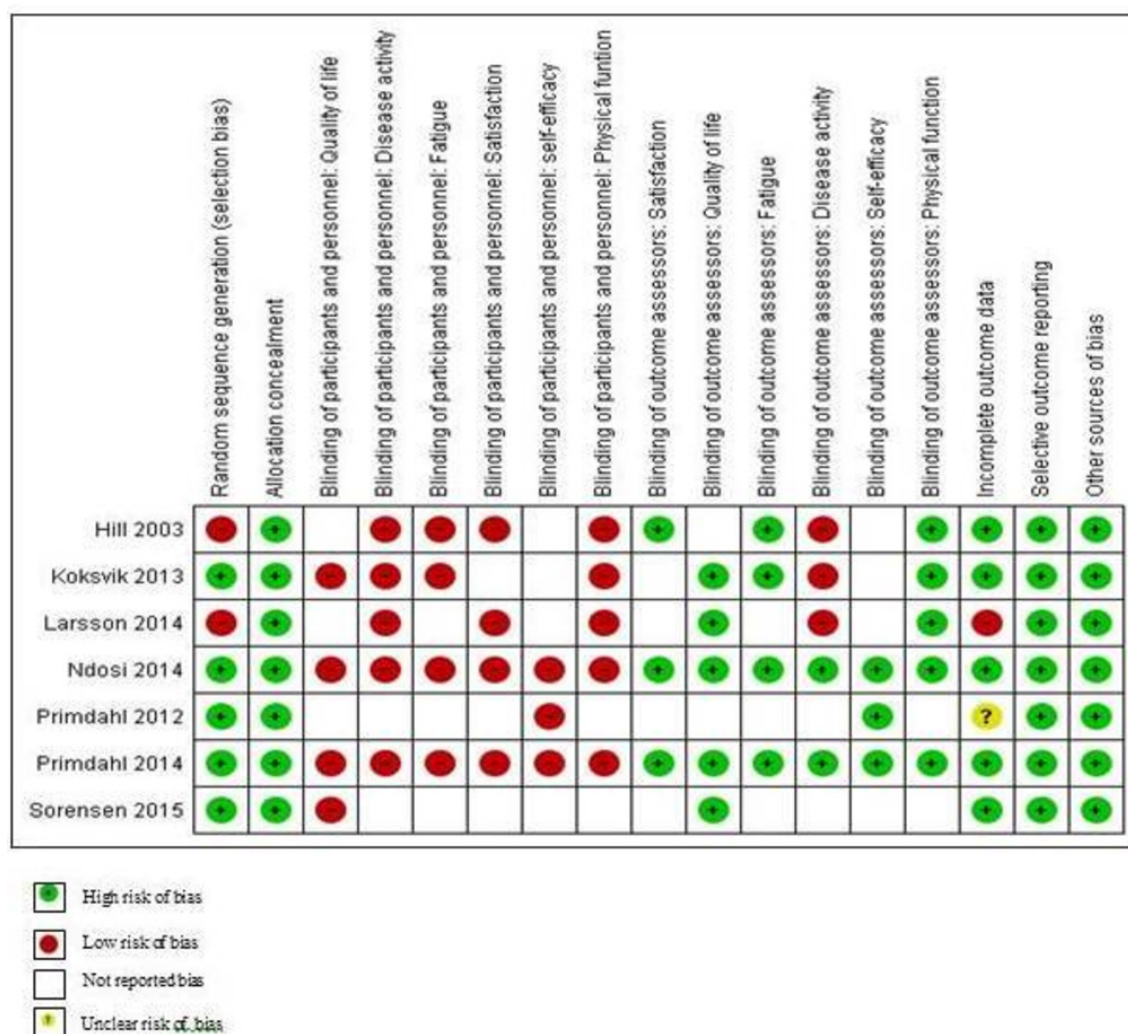 Random sequence generation (selection bias)
Allocation concealment
Blinding of participants and personnel: Quality of life
Blinding of participants and personnel: Disease activity
Blinding of participants and personnel: Fatigue
Blinding of participants and personnel: Satisfaction
Blinding of participants and personnel: self-efficacy
Blinding of participants and personnel: Physical funtion
Blinding of outcome assessors: Satisfaction
Blinding of outcome assessors: Quality of life
Blinding of outcome assessors: Fatigue
Blinding of outcome assessors: Disease activity
Blinding of outcome assessors: Self-efficacy
Blinding of outcome assessors: Physical function
Incomplete outcome data
Selective outcome reporting
Other sources of bias
Hill 2003 - + - - - - + + - + + + +
Koksvik 2013 + + - - - - + + - + + + +
Larsson 2014 - + - - - + - + - + +
Ndosi 2014 + + - - - - - - + + + + + + + + +
Primdahl 2012 + + - + ? + +
Primdahl 2014 + + - - - - - - + + + + + + + + +
Sorensen 2015 + + - + + + +
+ High risk of bias
Low risk of bias
Not reported bias
? Unclear risk of bias